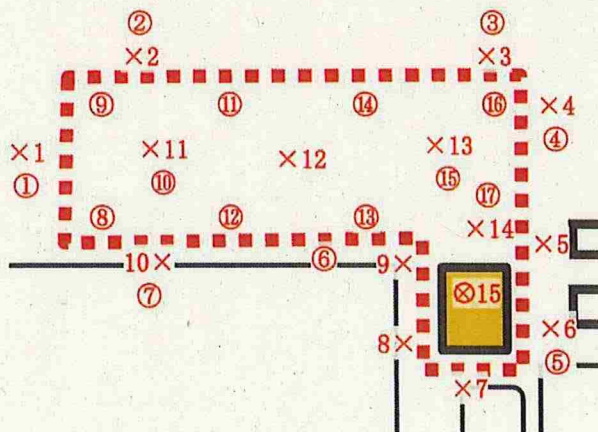 ② ③
×2 ×3
⑨ ⑪ ⑭ ⑯ ×4
④
×1 ×11 ×12 ×13
① ⑩ ⑮ ⑰
⑧ ⑫ ⑬ ×14
×5
10× ⑥ 9×
⑦ ⊗15
8× ×6
⑤
×7